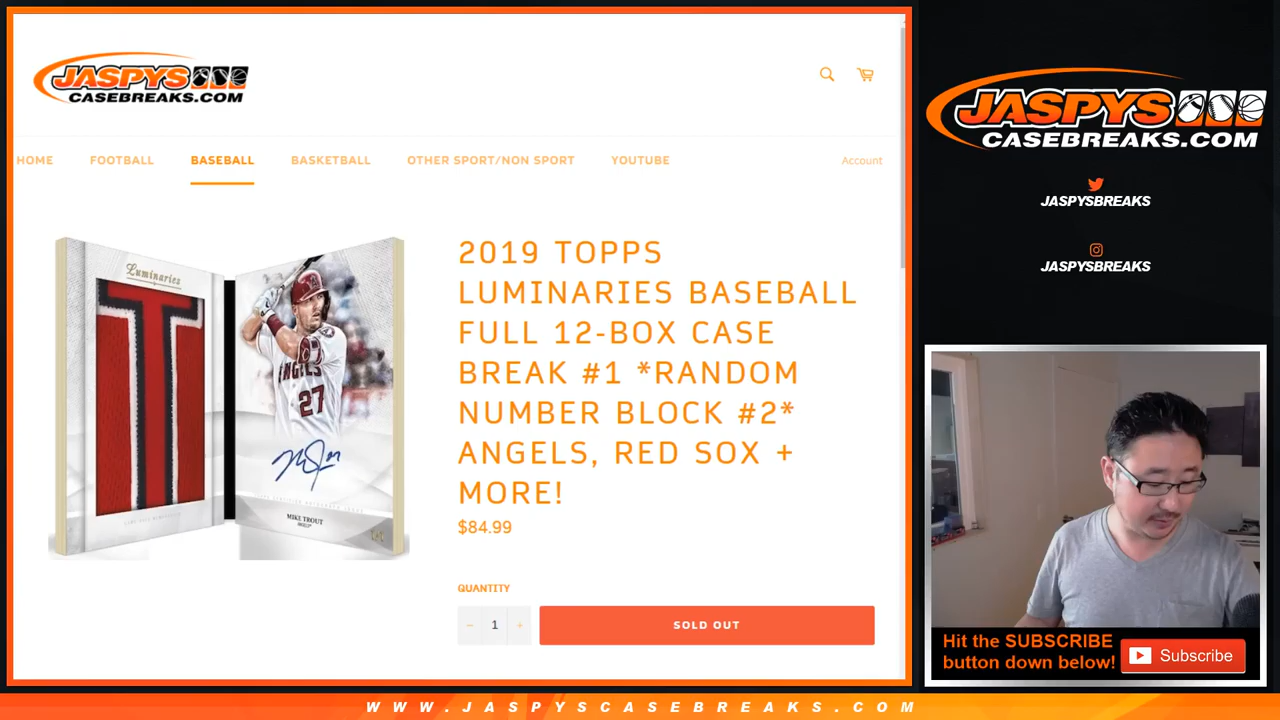 JASPYS
CASEBREAKS.COM
HOME FOOTBALL BASEBALL BASKETBALL OTHER SPORT/NON SPORT YOUTUBE Account
Luminaries
ANGELS
27
MIKE TROUT
2019 TOPPS
LUMINARIES BASEBALL
FULL 12-BOX CASE
BREAK #1 *RANDOM
NUMBER BLOCK #2*
ANGELS, RED SOX +
MORE!
$84.99
QUANTITY
− 1 +
SOLD OUT
JASPYS
CASEBREAKS.COM
JASPYSBREAKS
JASPYSBREAKS
Hit the SUBSCRIBE
button down below!
Subscribe
WWW.JASPYSCASEBREAKS.COM